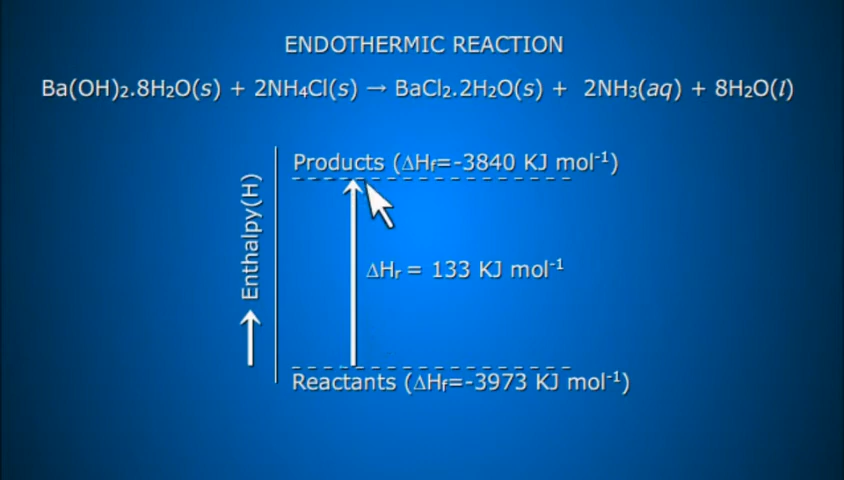 ENDOTHERMIC REACTION
Ba(OH)₂.8H₂O(s) + 2NH₄Cl(s) → BaCl₂.2H₂O(s) + 2NH₃(aq) + 8H₂O(l)
Products (ΔHf=-3840 KJ mol⁻¹)
Enthalpy(H)
ΔHr = 133 KJ mol⁻¹
Reactants (ΔHf=-3973 KJ mol⁻¹)